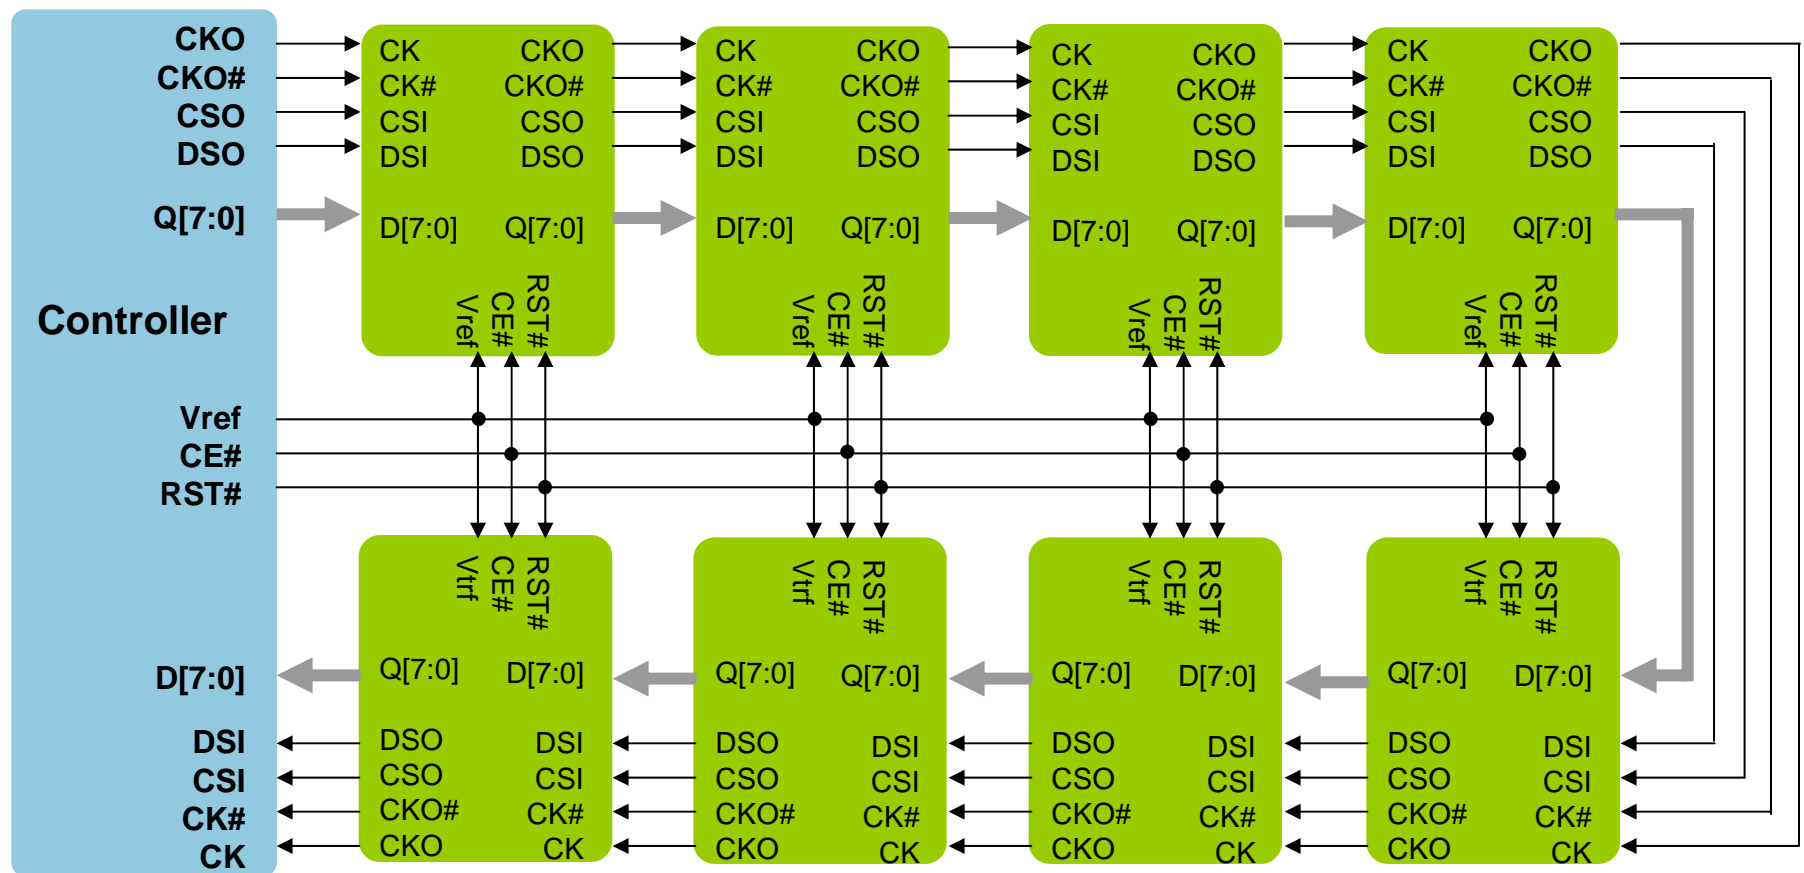 CKO
CKO#
CSO
DSO
Q[7:0]
Controller
Vref
CE#
RST#
D[7:0]
DSI
CSI
CK#
CK
CK CKO
CK# CKO#
CSI CSO
DSI DSO
D[7:0] Q[7:0]
Vref
CE#
RST#
CK CKO
CK# CKO#
CSI CSO
DSI DSO
D[7:0] Q[7:0]
Vref
CE#
RST#
CK CKO
CK# CKO#
CSI CSO
DSI DSO
D[7:0] Q[7:0]
Vref
CE#
RST#
CK CKO
CK# CKO#
CSI CSO
DSI DSO
D[7:0] Q[7:0]
Vref
CE#
RST#
Vtrf
CE#
RST#
Q[7:0] D[7:0]
DSO DSI
CSO CSI
CKO# CK#
CKO CK
Vtrf
CE#
RST#
Q[7:0] Q[7:0]
DSO DSI
CSO CSI
CKO# CK#
CKO CK
Vtrf
CE#
RST#
Q[7:0] D[7:0]
DSO DSI
CSO CSI
CKO# CK#
CKO CK
Vtrf
CE#
RST#
Q[7:0] D[7:0]
DSO DSI
CSO CSI
CKO# CK#
CKO CK